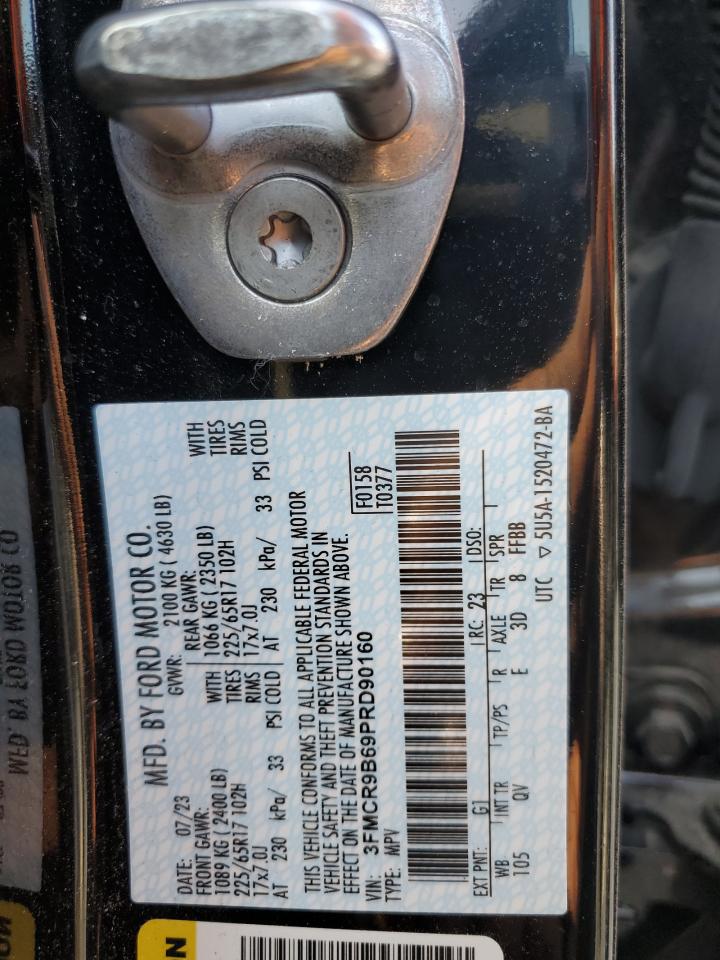 MFD. BY FORD MOTOR CO.
DATE: 07/23 GVWR: 2100 KG ( 4630 LB)
FRONT GAWR: REAR GAWR:
1089 KG ( 2400 LB) WITH 1066 KG ( 2350 LB) WITH
225/65R17 102H TIRES 225/65R17 102H TIRES
17x7.0J RIMS 17x7.0J RIMS
AT 230 kPa/ 33 PSI COLD AT 230 kPa/ 33 PSI COLD
THIS VEHICLE CONFORMS TO ALL APPLICABLE FEDERAL MOTOR
VEHICLE SAFETY AND THEFT PREVENTION STANDARDS IN
EFFECT ON THE DATE OF MANUFACTURE SHOWN ABOVE.
VIN: 3FMCR9B69PRD90160 F0158
TYPE: MPV T0377
EXT PNT: G1 RC: 23 DSO:
WB INT TR TP/PS R AXLE TR SPR
105 QV E 3D 8 FFBB
UTC ▽ 5U5A-1520472-BA
N